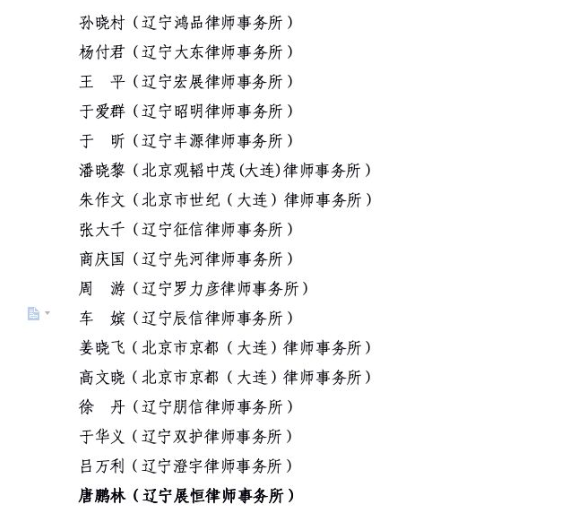 孙晓村（辽宁鸿品律师事务所）
杨付君（辽宁大东律师事务所）
王　平（辽宁宏展律师事务所）
于爱群（辽宁昭明律师事务所）
于　昕（辽宁丰源律师事务所）
潘晓黎（北京观韬中茂(大连)律师事务所）
朱作文（北京市世纪（大连）律师事务所）
张大千（辽宁征信律师事务所）
商庆国（辽宁先河律师事务所）
周　游（辽宁罗力彦律师事务所）
车　嫔（辽宁辰信律师事务所）
姜晓飞（北京市京都（大连）律师事务所）
高文晓（北京市京都（大连）律师事务所）
徐　丹（辽宁朋信律师事务所）
于华义（辽宁双护律师事务所）
吕万利（辽宁澄宇律师事务所）
唐鹏林（辽宁展恒律师事务所）